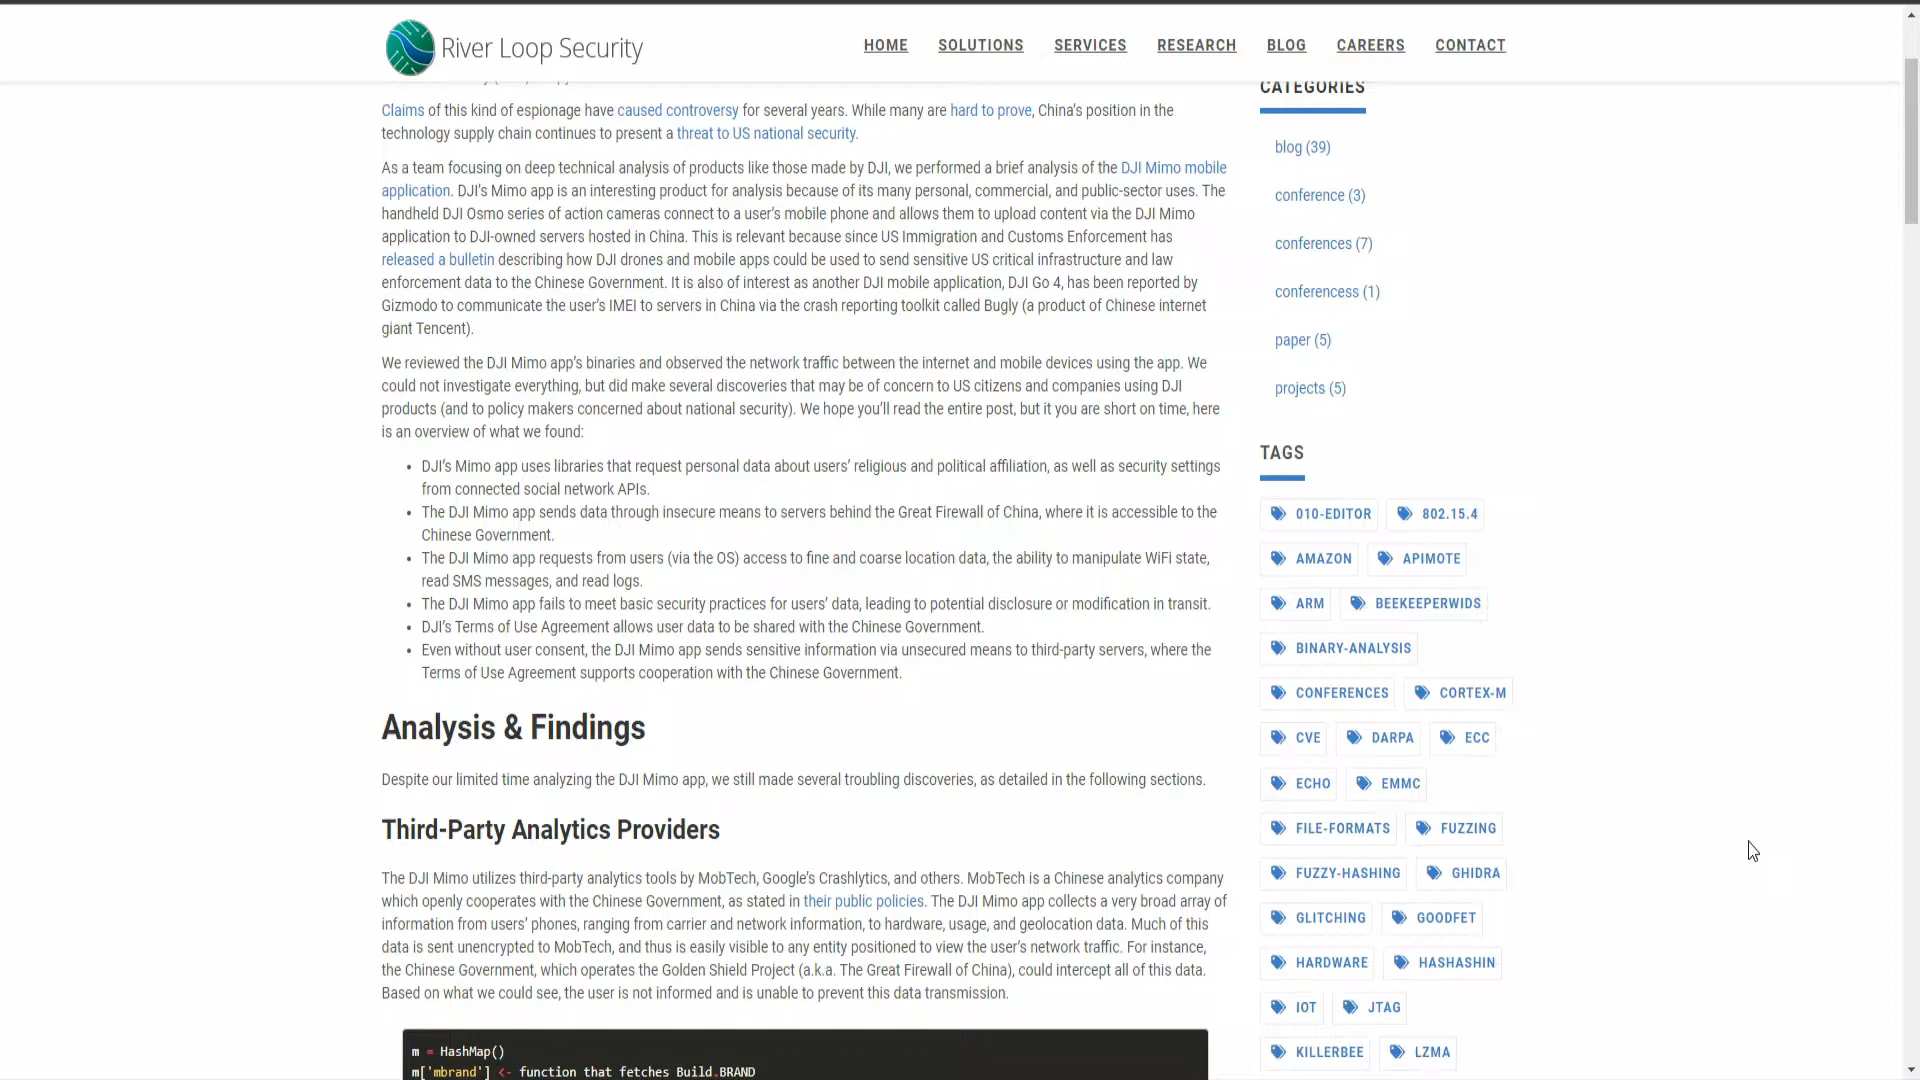 River Loop Security
HOME SOLUTIONS SERVICES RESEARCH BLOG CAREERS CONTACT
Claims of this kind of espionage have caused controversy for several years. While many are hard to prove, China's position in the
technology supply chain continues to present a threat to US national security.
As a team focusing on deep technical analysis of products like those made by DJI, we performed a brief analysis of the DJI Mimo mobile
application. DJI's Mimo app is an interesting product for analysis because of its many personal, commercial, and public-sector uses. The
handheld DJI Osmo series of action cameras connect to a user's mobile phone and allows them to upload content via the DJI Mimo
application to DJI-owned servers hosted in China. This is relevant because since US Immigration and Customs Enforcement has
released a bulletin describing how DJI drones and mobile apps could be used to send sensitive US critical infrastructure and law
enforcement data to the Chinese Government. It is also of interest as another DJI mobile application, DJI Go 4, has been reported by
Gizmodo to communicate the user's IMEI to servers in China via the crash reporting toolkit called Bugly (a product of Chinese internet
giant Tencent).
We reviewed the DJI Mimo app's binaries and observed the network traffic between the internet and mobile devices using the app. We
could not investigate everything, but did make several discoveries that may be of concern to US citizens and companies using DJI
products (and to policy makers concerned about national security). We hope you'll read the entire post, but it you are short on time, here
is an overview of what we found:
• DJI's Mimo app uses libraries that request personal data about users' religious and political affiliation, as well as security settings
from connected social network APIs.
• The DJI Mimo app sends data through insecure means to servers behind the Great Firewall of China, where it is accessible to the
Chinese Government.
• The DJI Mimo app requests from users (via the OS) access to fine and coarse location data, the ability to manipulate WiFi state,
read SMS messages, and read logs.
• The DJI Mimo app fails to meet basic security practices for users' data, leading to potential disclosure or modification in transit.
• DJI's Terms of Use Agreement allows user data to be shared with the Chinese Government.
• Even without user consent, the DJI Mimo app sends sensitive information via unsecured means to third-party servers, where the
Terms of Use Agreement supports cooperation with the Chinese Government.
Analysis & Findings
Despite our limited time analyzing the DJI Mimo app, we still made several troubling discoveries, as detailed in the following sections.
Third-Party Analytics Providers
The DJI Mimo utilizes third-party analytics tools by MobTech, Google's Crashlytics, and others. MobTech is a Chinese analytics company
which openly cooperates with the Chinese Government, as stated in their public policies. The DJI Mimo app collects a very broad array of
information from users' phones, ranging from carrier and network information, to hardware, usage, and geolocation data. Much of this
data is sent unencrypted to MobTech, and thus is easily visible to any entity positioned to view the user's network traffic. For instance,
the Chinese Government, which operates the Golden Shield Project (a.k.a. The Great Firewall of China), could intercept all of this data.
Based on what we could see, the user is not informed and is unable to prevent this data transmission.
m = HashMap()
m['mbrand'] <- function that fetches Build.BRAND
CATEGORIES
blog (39)
conference (3)
conferences (7)
conferencess (1)
paper (5)
projects (5)
TAGS
010-EDITOR 802.15.4
AMAZON APIMOTE
ARM BEEKEEPERWIDS
BINARY-ANALYSIS
CONFERENCES CORTEX-M
CVE DARPA ECC
ECHO EMMC
FILE-FORMATS FUZZING
FUZZY-HASHING GHIDRA
GLITCHING GOODFET
HARDWARE HASHASHIN
IOT JTAG
KILLERBEE LZMA